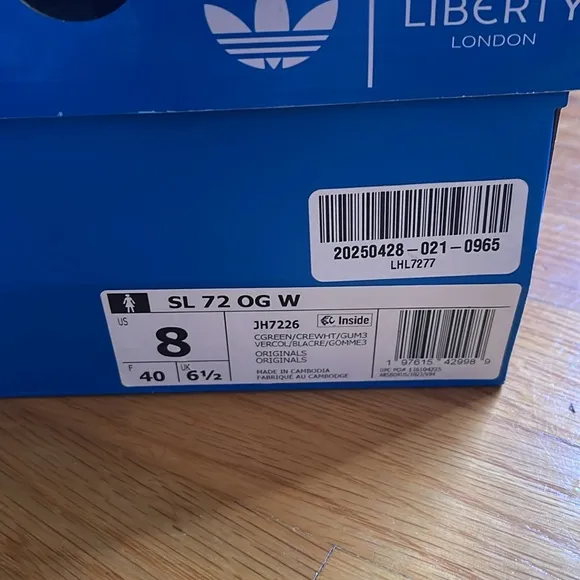 LIBERTY
LONDON
20250428-021-0965
LHL7277
SL 72 OG W
US
8
F
40
UK
6½
JH7226
Inside
CGREEN/CREWHT/GUM3
VERCOL/BLACRE/GOMME3
ORIGINALS
ORIGINALS
MADE IN CAMBODIA
FABRIQUE AU CAMBODGE
1 97615 42998 9